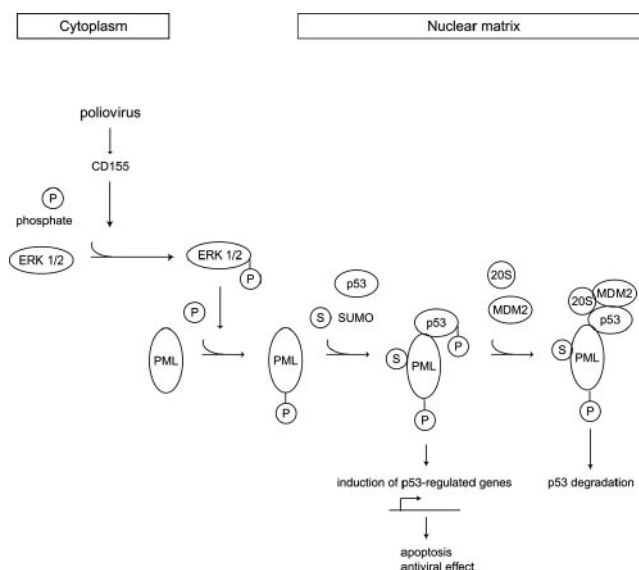 Cytoplasm
Nuclear matrix
poliovirus
CD155
P
phosphate
ERK 1/2
ERK 1/2
P
P
PML
PML
P
p53
S SUMO
p53
P
S
PML
P
20S
MDM2
20S
MDM2
p53
S
PML
P
induction of p53-regulated genes
p53 degradation
apoptosis
antiviral effect